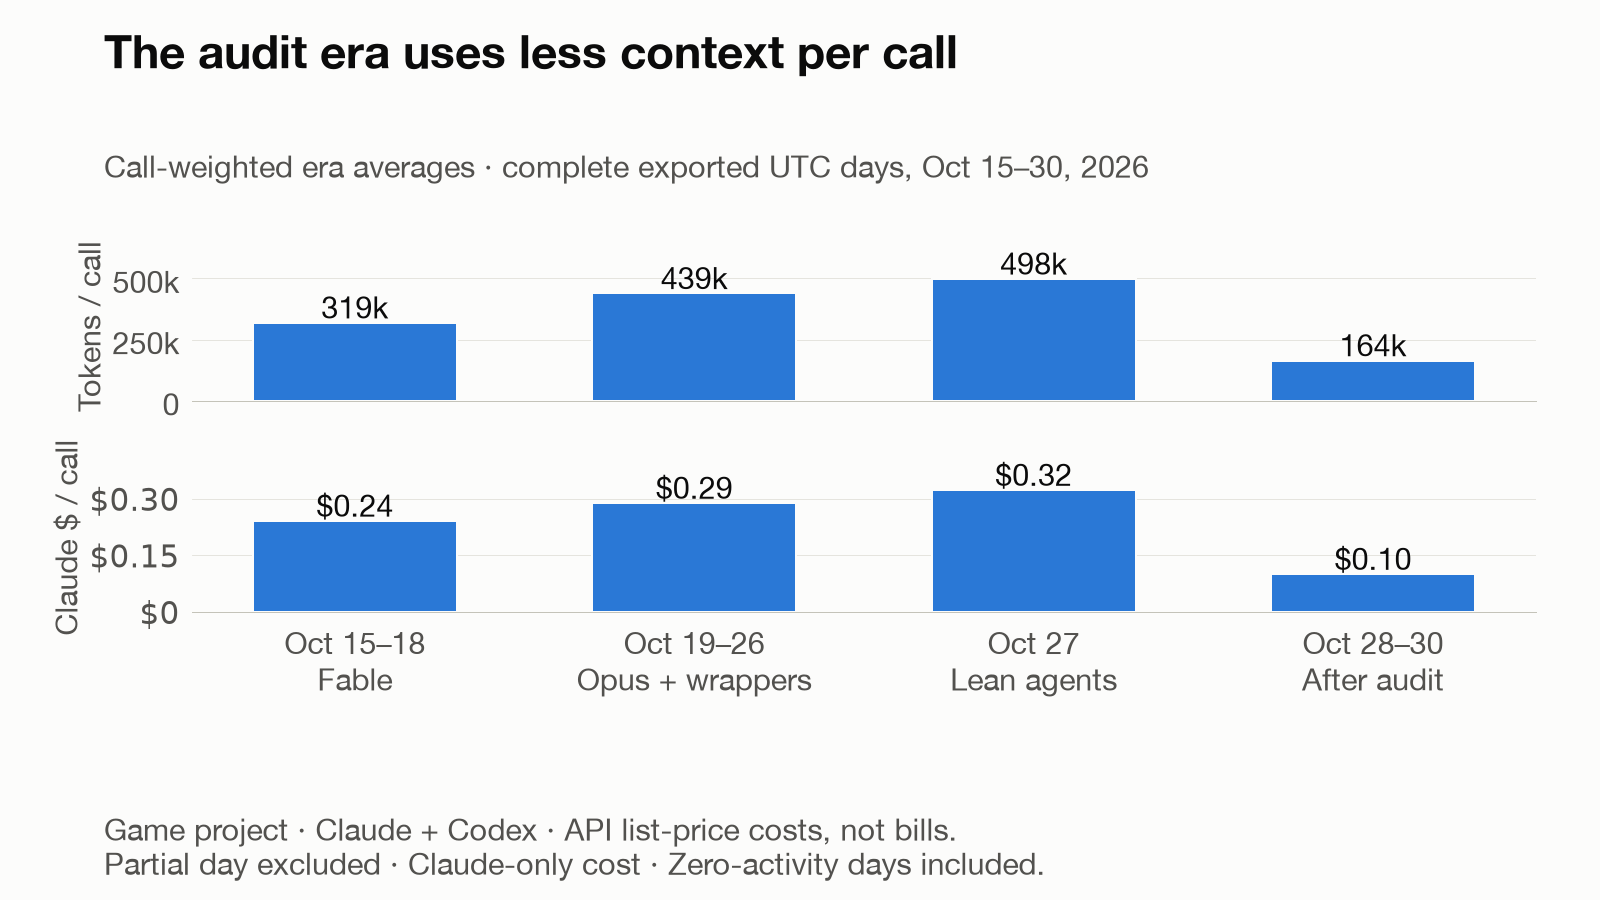 The audit era uses less context per call
Call-weighted era averages · complete exported UTC days, Oct 15–30, 2026
Tokens / call
500k
250k
0
319k
439k
498k
164k
Claude $ / call
$0.30
$0.15
$0
$0.24
$0.29
$0.32
$0.10
Oct 15–18
Fable
Oct 19–26
Opus + wrappers
Oct 27
Lean agents
Oct 28–30
After audit
Game project · Claude + Codex · API list-price costs, not bills.
Partial day excluded · Claude-only cost · Zero-activity days included.